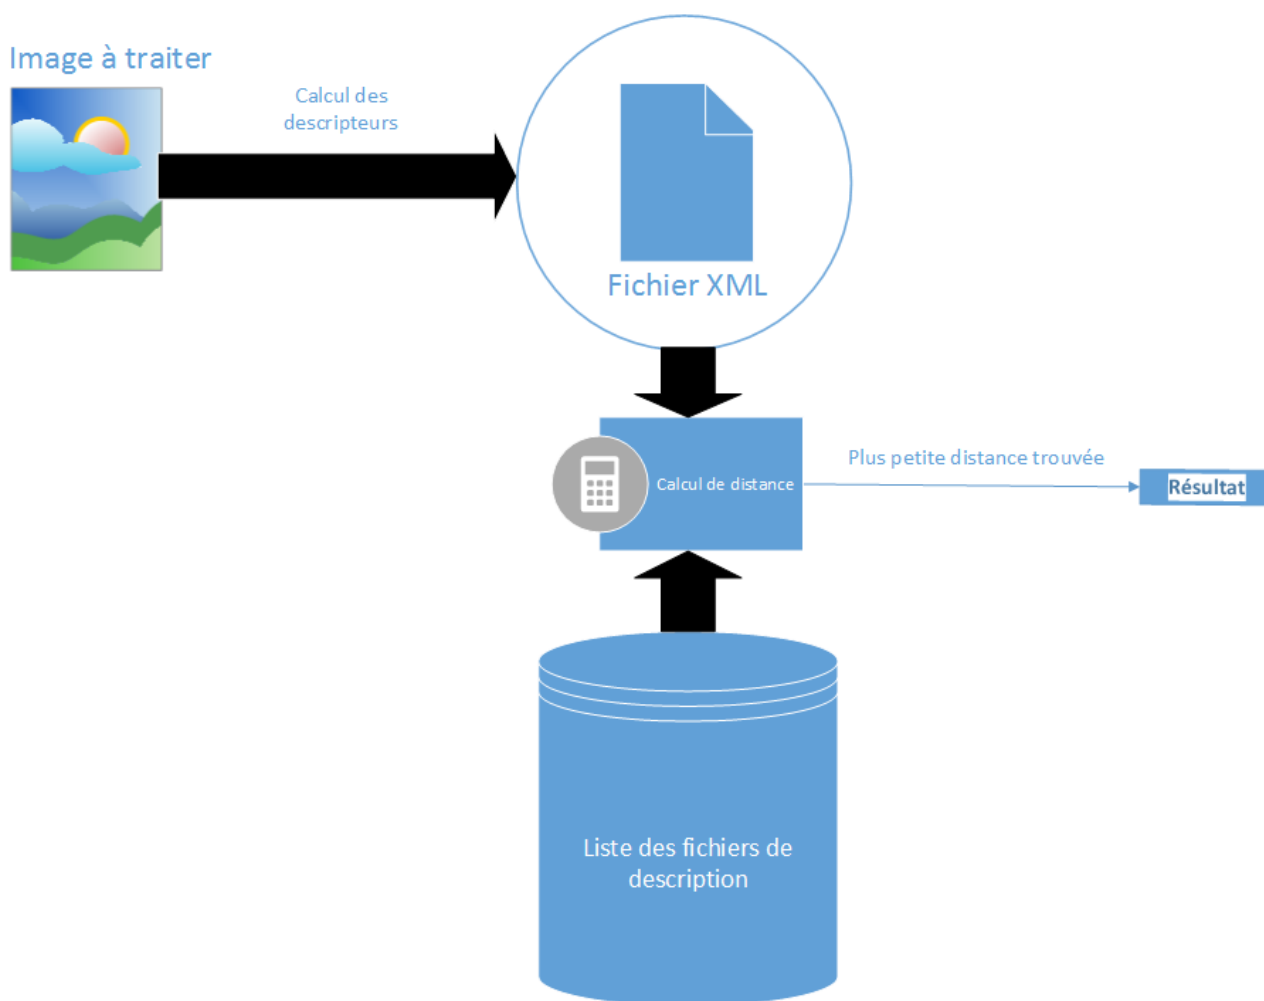 Image à traiter
Calcul des
descripteurs
Fichier XML
Calcul de distance
Plus petite distance trouvée
Résultat
Liste des fichiers de
description